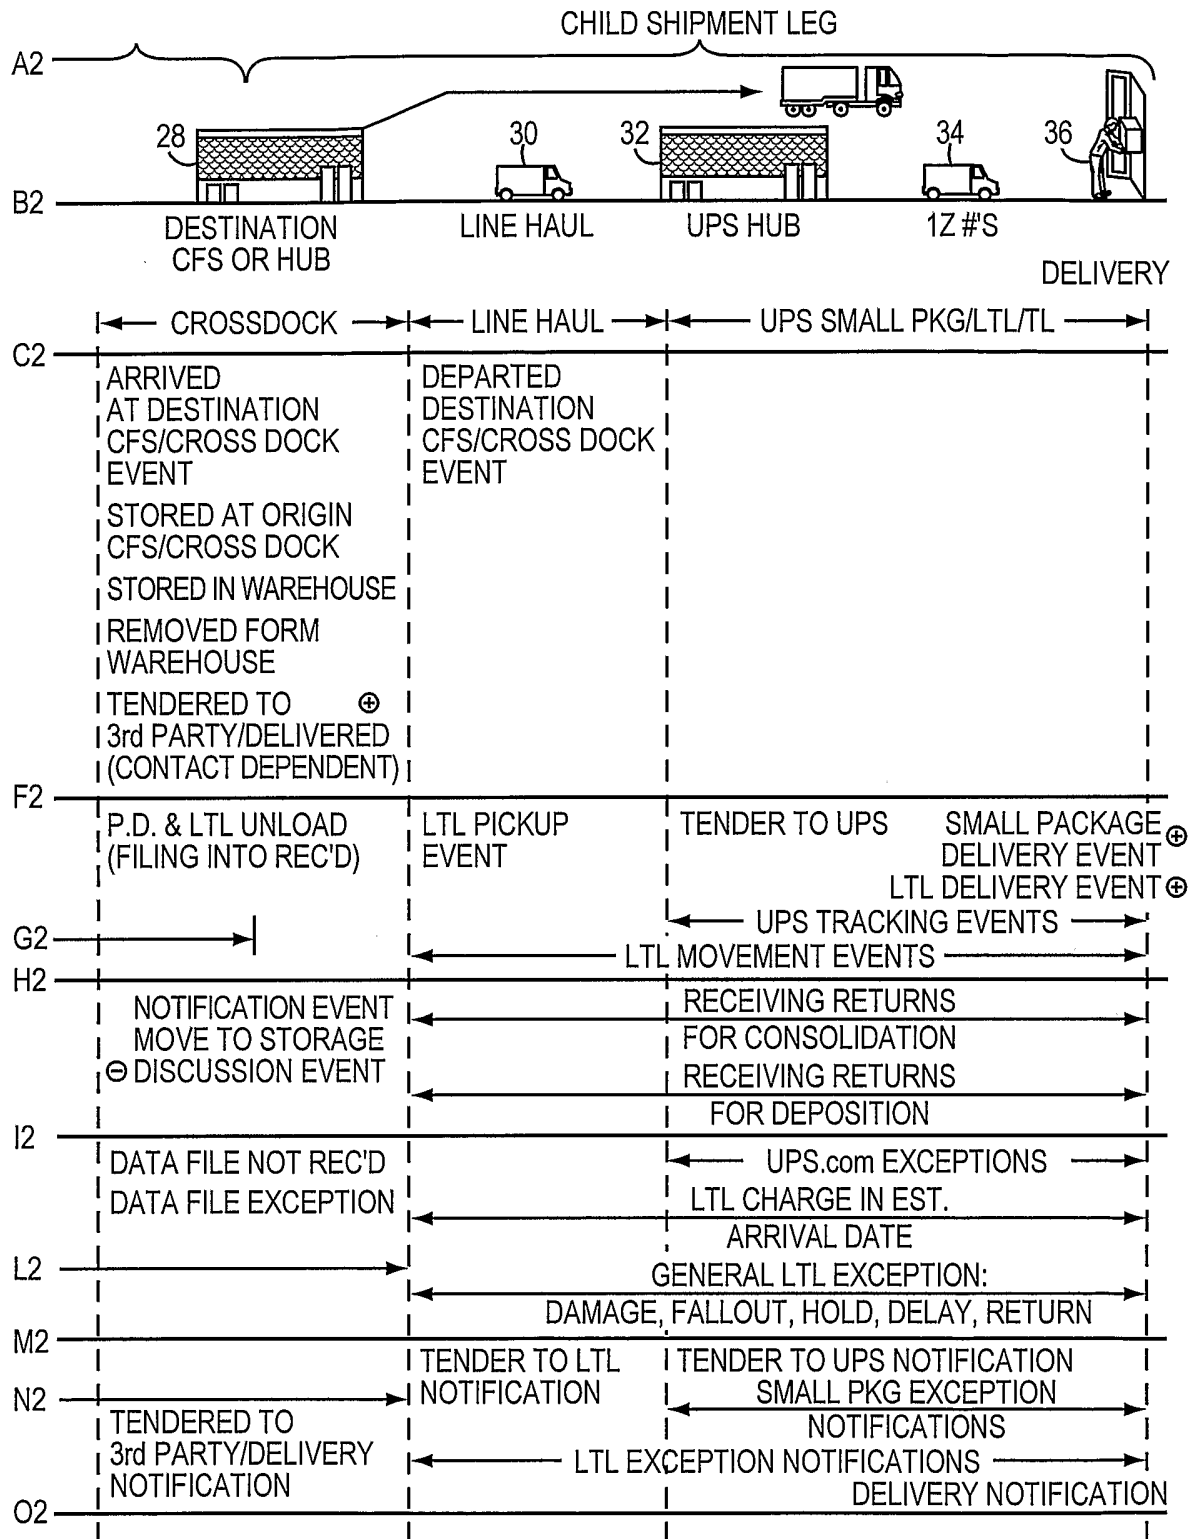 CHILD SHIPMENT LEG
A2
28
30
32
34
36
B2
DESTINATION
CFS OR HUB
LINE HAUL
UPS HUB
1Z #'S
DELIVERY
CROSSDOCK
LINE HAUL
UPS SMALL PKG/LTL/TL
C2
ARRIVED
AT DESTINATION
CFS/CROSS DOCK
EVENT
STORED AT ORIGIN
CFS/CROSS DOCK
STORED IN WAREHOUSE
REMOVED FORM
WAREHOUSE
TENDERED TO ⊕
3rd PARTY/DELIVERED
(CONTACT DEPENDENT)
DEPARTED
DESTINATION
CFS/CROSS DOCK
EVENT
F2
P.D. & LTL UNLOAD
(FILING INTO REC'D)
LTL PICKUP
EVENT
TENDER TO UPS
SMALL PACKAGE
DELIVERY EVENT ⊕
LTL DELIVERY EVENT ⊕
UPS TRACKING EVENTS
G2
LTL MOVEMENT EVENTS
H2
NOTIFICATION EVENT
MOVE TO STORAGE
⊖ DISCUSSION EVENT
RECEIVING RETURNS
FOR CONSOLIDATION
RECEIVING RETURNS
FOR DEPOSITION
I2
DATA FILE NOT REC'D
DATA FILE EXCEPTION
UPS.com EXCEPTIONS
LTL CHARGE IN EST.
ARRIVAL DATE
L2
GENERAL LTL EXCEPTION:
DAMAGE, FALLOUT, HOLD, DELAY, RETURN
M2
TENDER TO LTL
NOTIFICATION
TENDER TO UPS NOTIFICATION
SMALL PKG EXCEPTION
NOTIFICATIONS
N2
TENDERED TO
3rd PARTY/DELIVERY
NOTIFICATION
LTL EXCEPTION NOTIFICATIONS
DELIVERY NOTIFICATION
O2